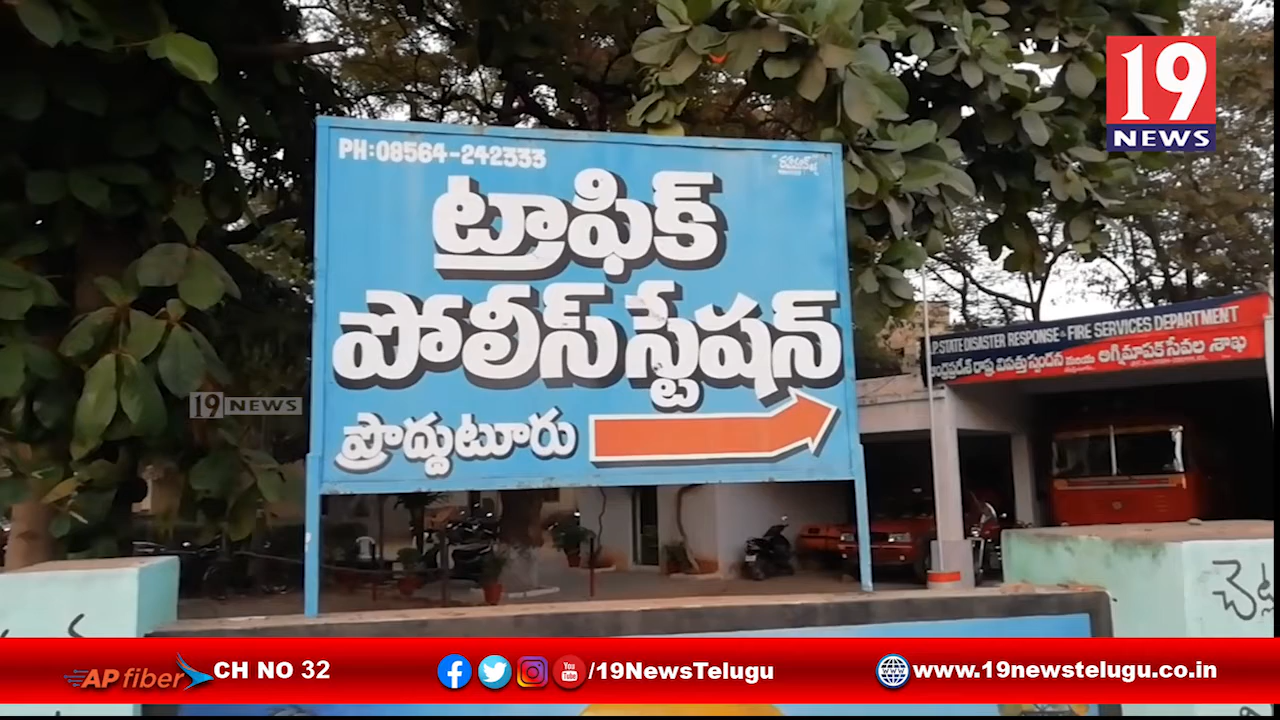 19
NEWS
PH:08564-242333
ట్రాఫిక్
పోలీస్ స్టేషన్
ప్రొద్దుటూరు
A.P.STATE DISASTER RESPONSE & FIRE SERVICES DEPARTMENT
ఆంధ్రప్రదేశ్ రాష్ట్ర విపత్తు స్పందన మరియు అగ్నిమాపక సేవల శాఖ
19 NEWS
చెట్ల
APfiber CH NO 32
/19NewsTelugu
www.19newstelugu.co.in